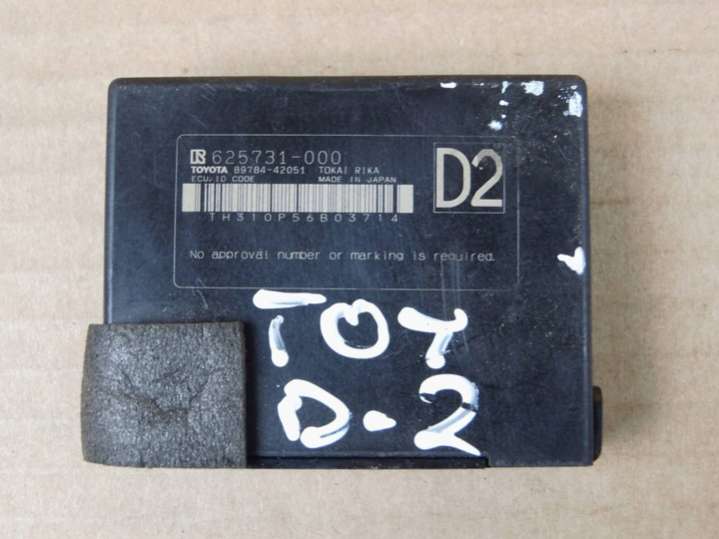 625731-000
TOYOTA 89784-42051 TOKAI RIKA
ECU, ID CODE MADE IN JAPAN
D2
TH310P56B03714
No approval number or marking is required.
TOY
D-2